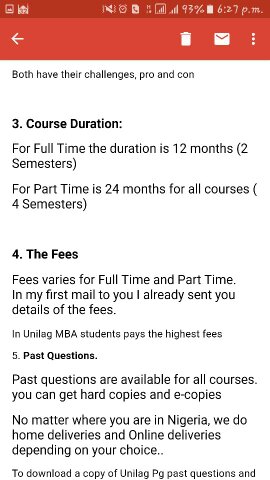 93% 6:27 p.m.
Both have their challenges, pro and con
3. Course Duration:
For Full Time the duration is 12 months (2
Semesters)
For Part Time is 24 months for all courses (
4 Semesters)
4. The Fees
Fees varies for Full Time and Part Time.
In my first mail to you I already sent you
details of the fees.
In Unilag MBA students pays the highest fees
5. Past Questions.
Past questions are available for all courses.
you can get hard copies and e-copies
No matter where you are in Nigeria, we do
home deliveries and Online deliveries
depending on your choice..
To download a copy of Unilag Pg past questions and